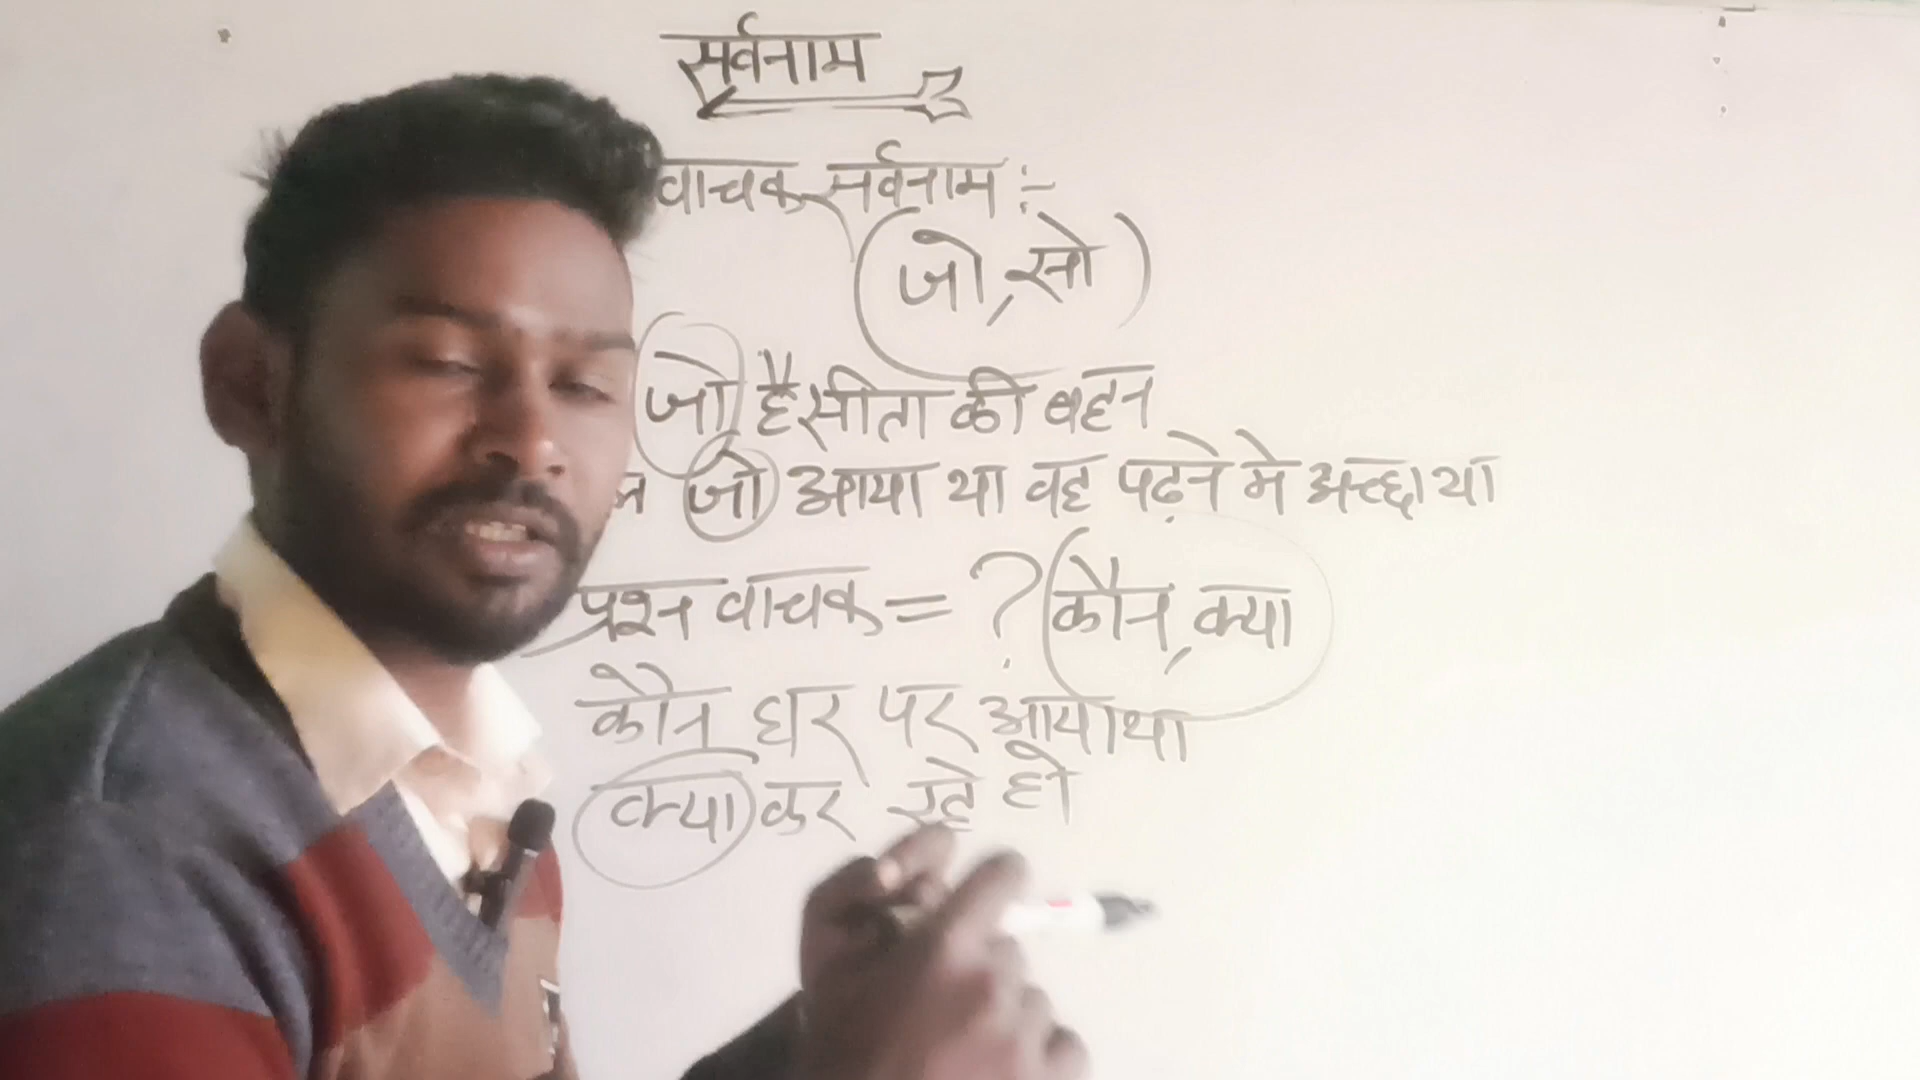 सर्वनाम
वाचक सर्वनाम :-
(जो, सो)
जो है सीता की बहन
जो आया था वह पढ़ने मे अच्छा था
प्रश्न वाचक = ? (कौन, क्या
कौन घर पर आया था
क्या कर रहे हो